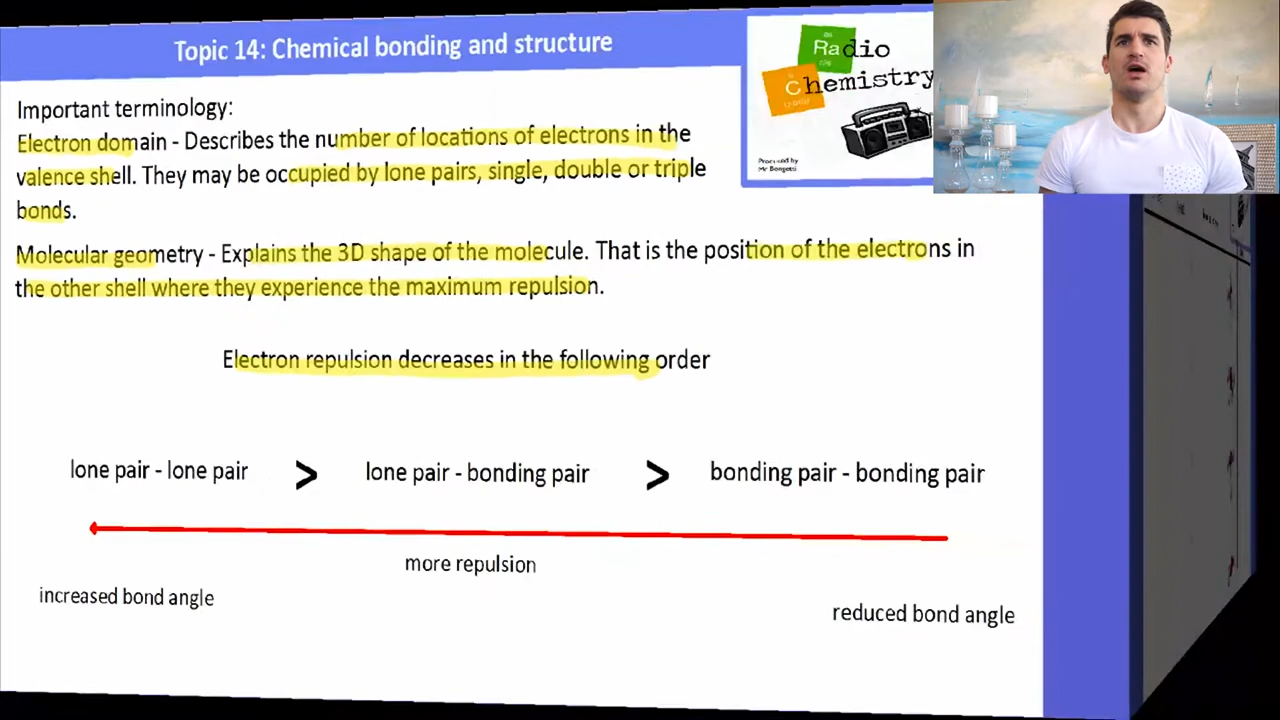 Topic 14: Chemical bonding and structure
Radio
Chemistry
Produced by
Mr Bongetti
Important terminology:
Electron domain - Describes the number of locations of electrons in the
valence shell. They may be occupied by lone pairs, single, double or triple
bonds.
Molecular geometry - Explains the 3D shape of the molecule. That is the position of the electrons in
the other shell where they experience the maximum repulsion.
Electron repulsion decreases in the following order
lone pair - lone pair > lone pair - bonding pair > bonding pair - bonding pair
more repulsion
increased bond angle
reduced bond angle